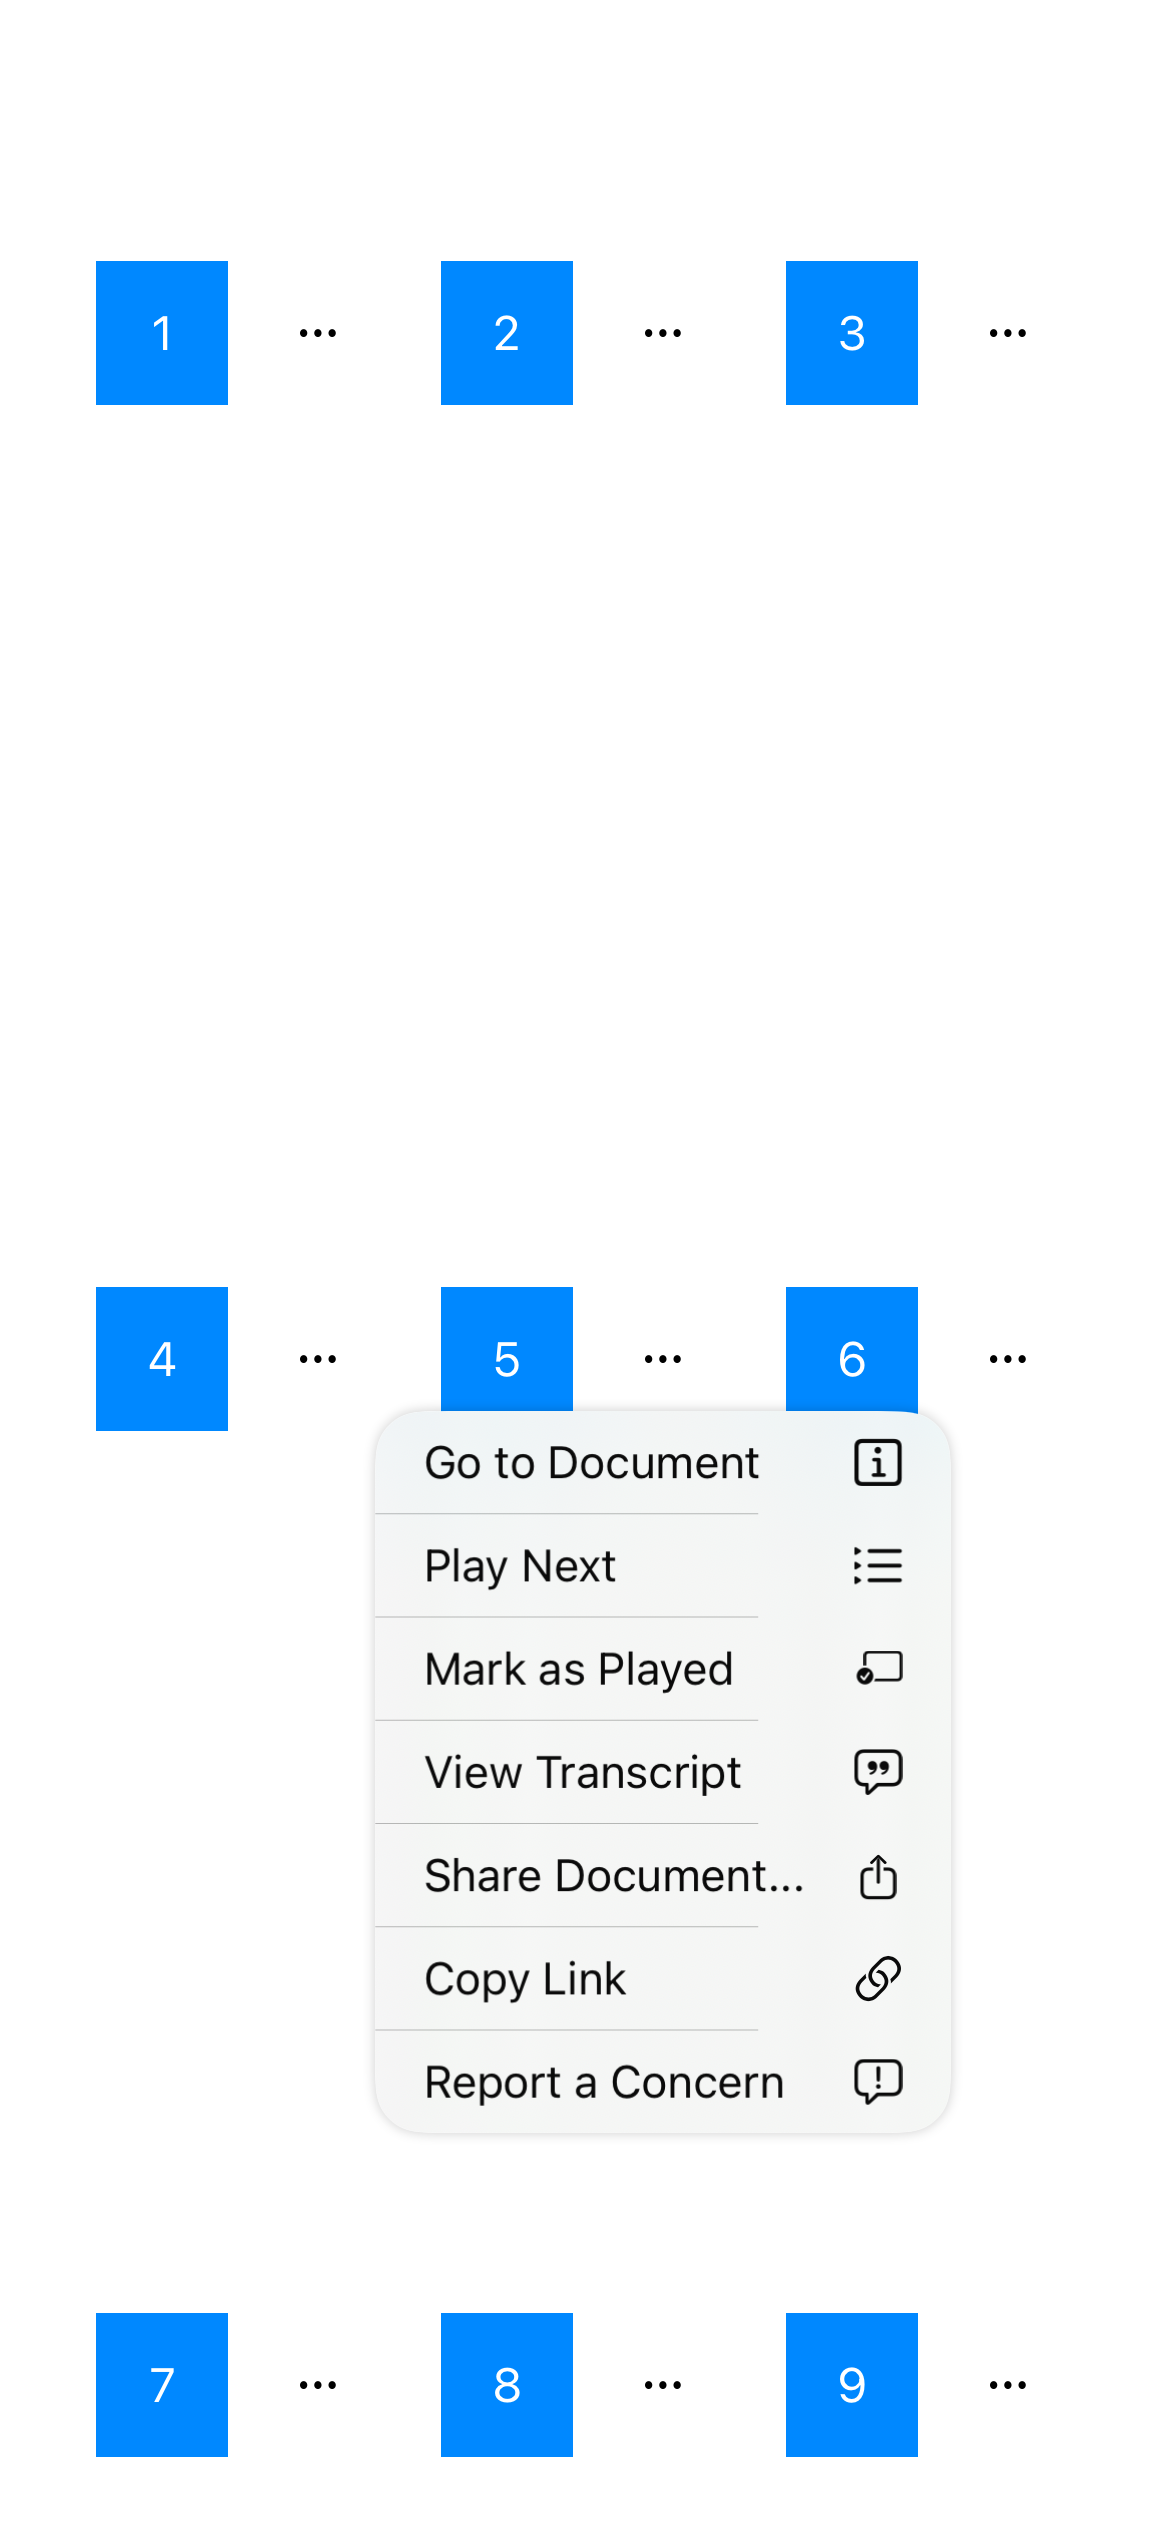 1 ... 2 ... 3 ...
4 ... 5 ... 6 ...
Go to Document
Play Next
Mark as Played
View Transcript
Share Document...
Copy Link
Report a Concern
7 ... 8 ... 9 ...